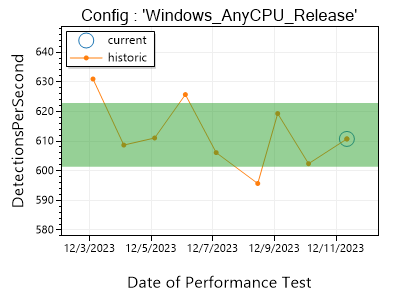 Config : 'Windows_AnyCPU_Release'
current
historic
DetectionsPerSecond
640
630
620
610
600
590
580
12/3/2023 12/5/2023 12/7/2023 12/9/2023 12/11/2023
Date of Performance Test